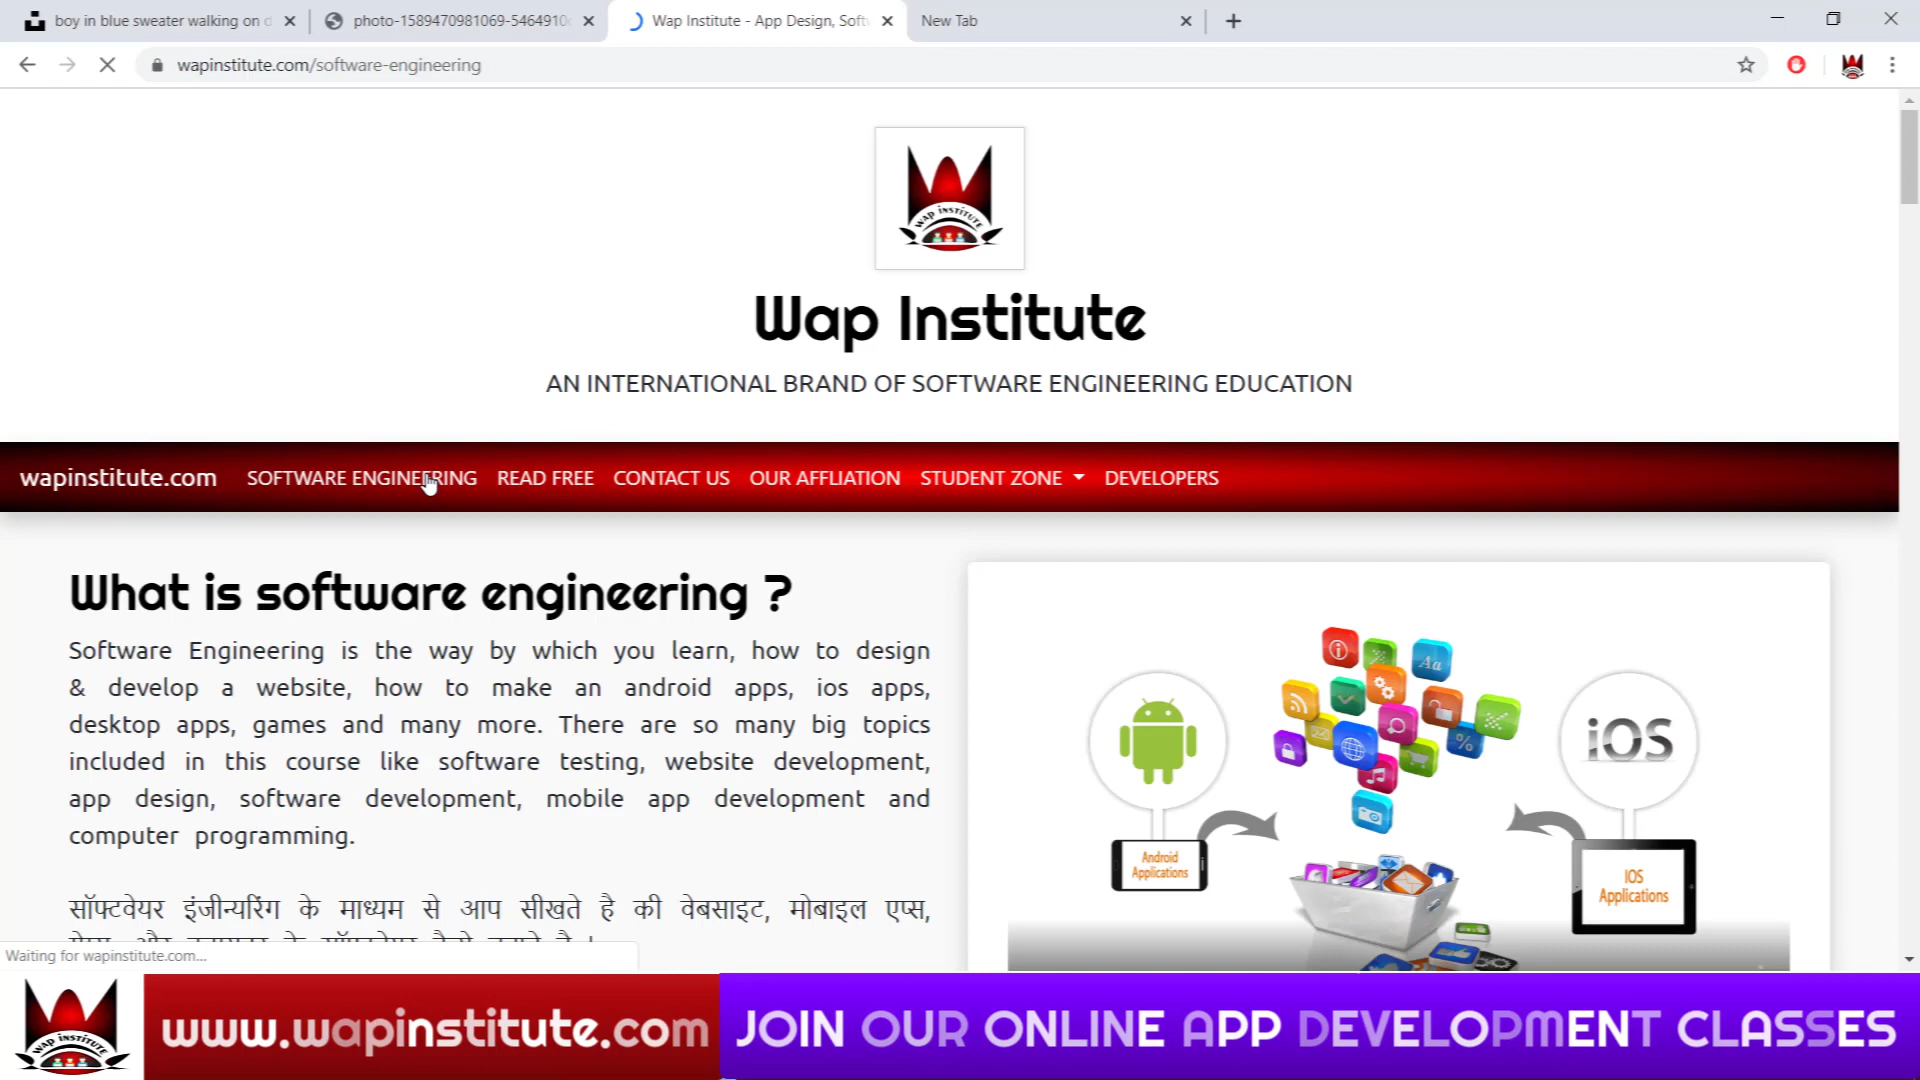 boy in blue sweater walking on d
photo-1589470981069-5464910
Wap Institute - App Design, Soft
New Tab
wapinstitute.com/software-engineering
WAP INSTITUTE
Wap Institute
AN INTERNATIONAL BRAND OF SOFTWARE ENGINEERING EDUCATION
wapinstitute.com SOFTWARE ENGINEERING READ FREE CONTACT US OUR AFFLIATION STUDENT ZONE DEVELOPERS
What is software engineering ?
Software Engineering is the way by which you learn, how to design
& develop a website, how to make an android apps, ios apps,
desktop apps, games and many more. There are so many big topics
included in this course like software testing, website development,
app design, software development, mobile app development and
computer programming.
सॉफ्टवेयर इंजीन्यरिंग के माध्यम से आप सीखते है की वेबसाइट, मोबाइल एप्स,
Aa
iOS
%
Android
Applications
IOS
Applications
Waiting for wapinstitute.com...
WAP INSTITUTE
www.wapinstitute.com
JOIN OUR ONLINE APP DEVELOPMENT CLASSES